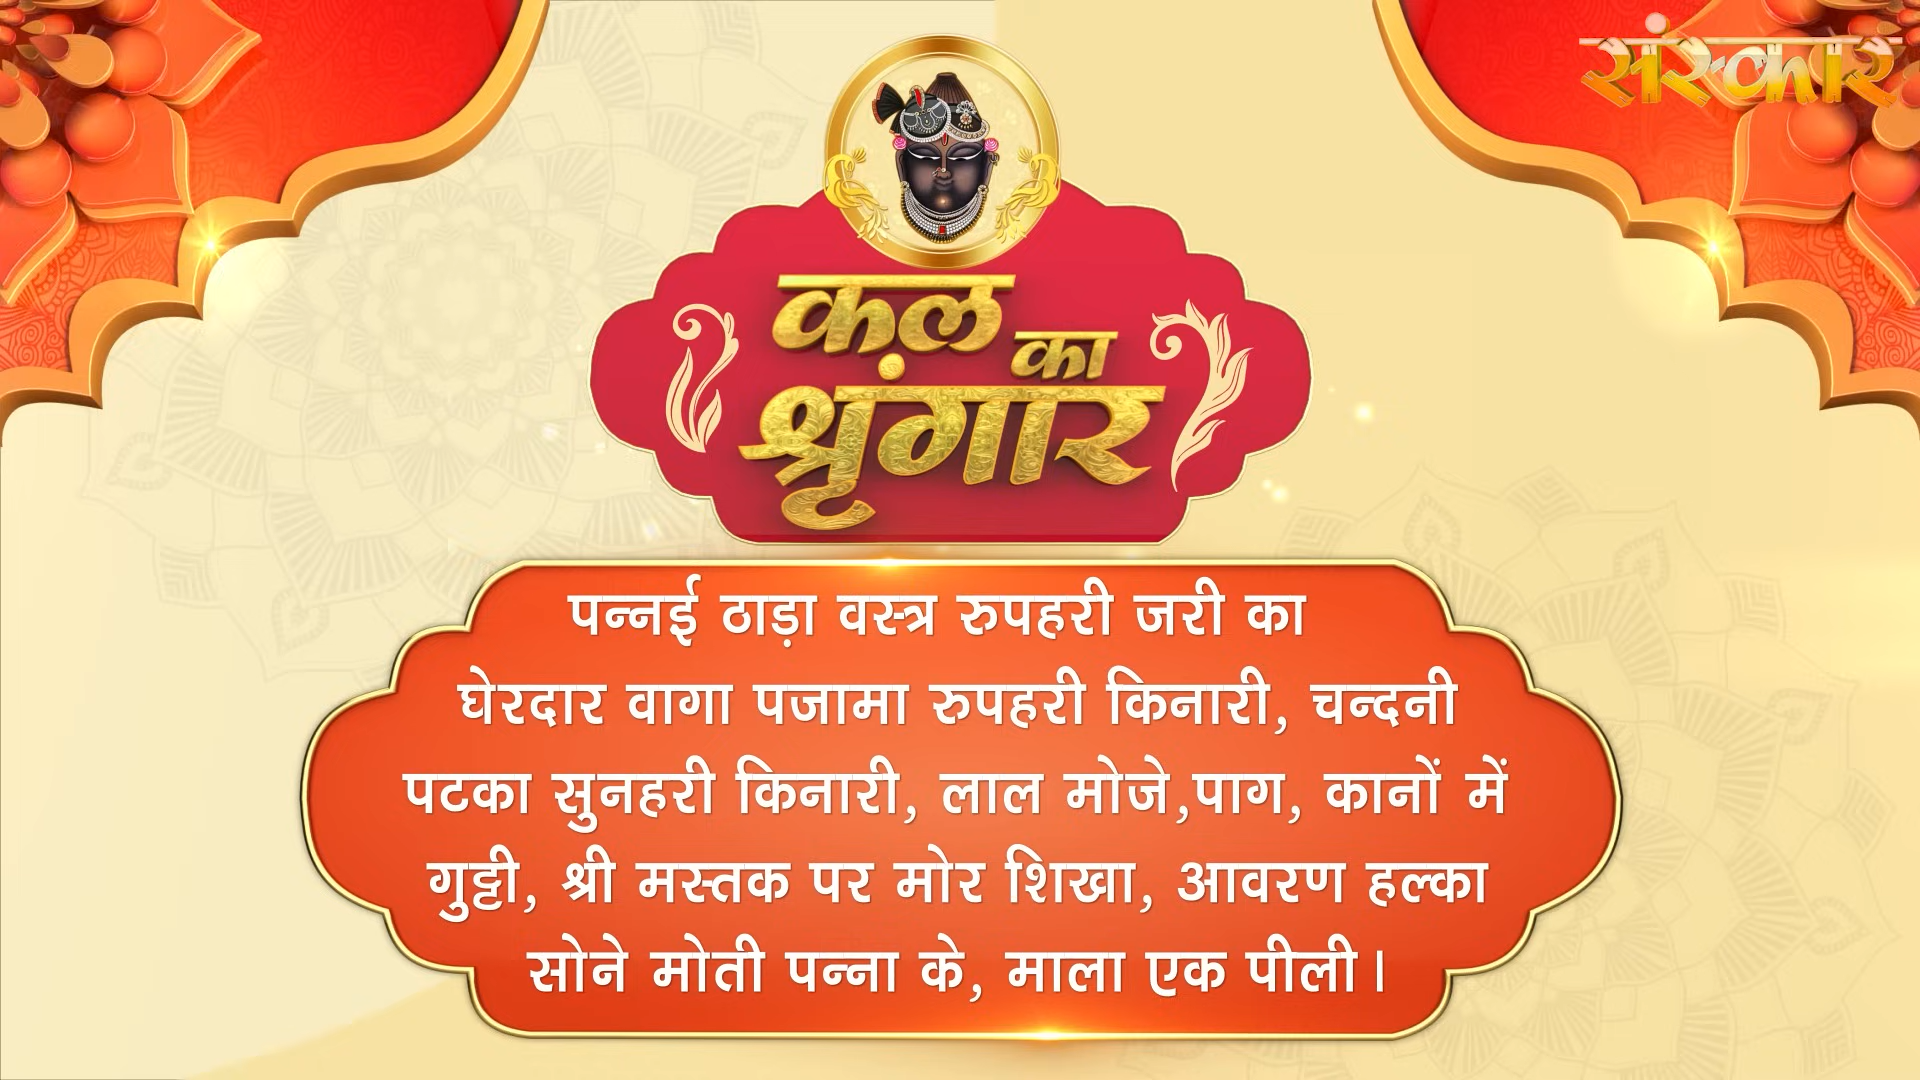 संस्कार
कल का
श्रृंगार
पन्नई ठाड़ा वस्त्र रुपहरी जरी का
घेरदार वागा पजामा रुपहरी किनारी, चन्दनी
पटका सुनहरी किनारी, लाल मोजे,पाग, कानों में
गुट्टी, श्री मस्तक पर मोर शिखा, आवरण हल्का
सोने मोती पन्ना के, माला एक पीली।